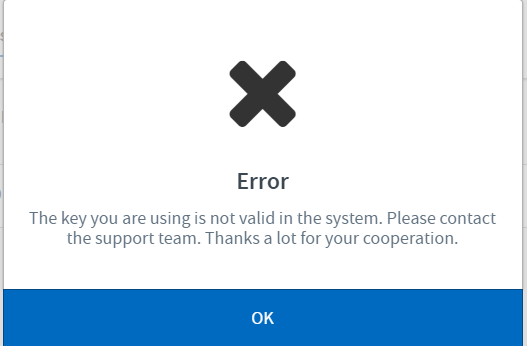 Error
The key you are using is not valid in the system. Please contact
the support team. Thanks a lot for your cooperation.
OK